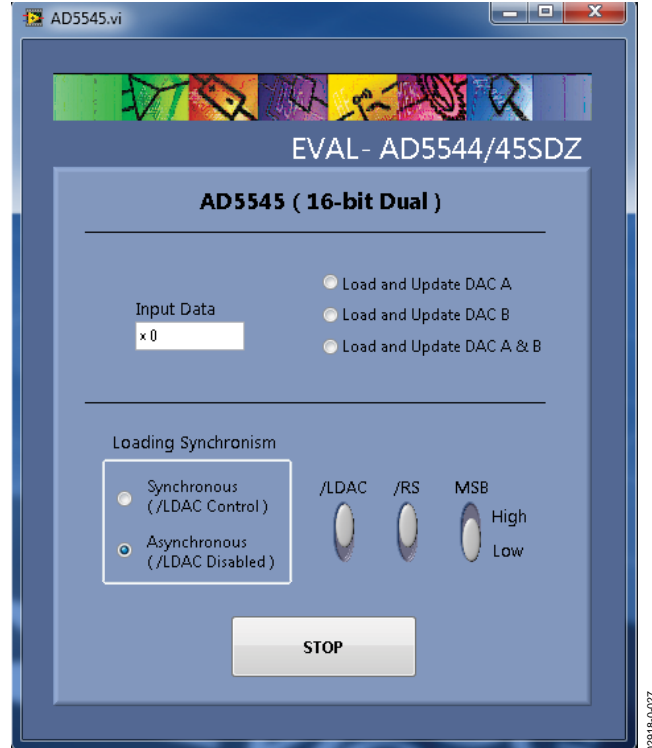 AD5545.vi
EVAL- AD5544/45SDZ
AD5545 ( 16-bit Dual )
Load and Update DAC A
Input Data
Load and Update DAC B
x 0
Load and Update DAC A & B
Loading Synchronism
Synchronous
( /LDAC Control )
Asynchronous
( /LDAC Disabled )
/LDAC /RS MSB
High
Low
STOP